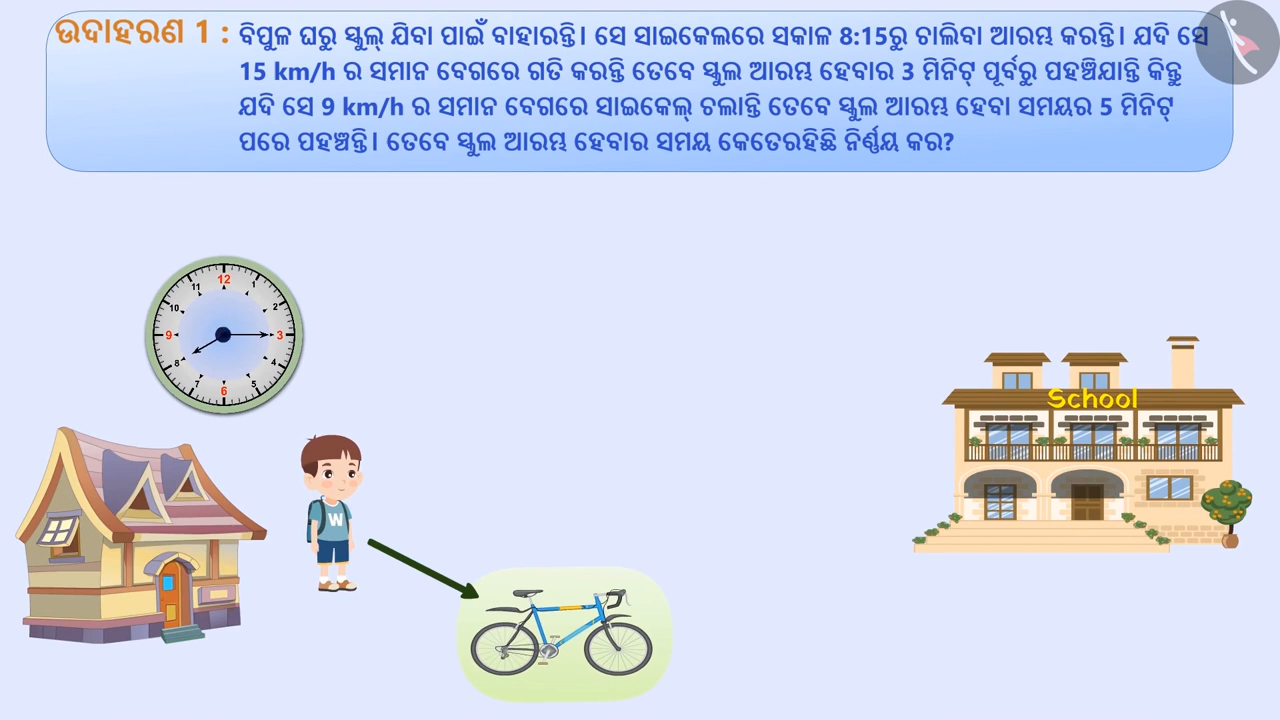 ଉଦାହରଣ 1 : ବିପୁଳ ଘରୁ ସ୍କୁଲ୍ ଯିବା ପାଇଁ ବାହାରନ୍ତି। ସେ ସାଇକେଲରେ ସକାଳ 8:15ରୁ ଚାଲିବା ଆରମ୍ଭ କରନ୍ତି। ଯଦି ସେ
15 km/h ର ସମାନ ବେଗରେ ଗତି କରନ୍ତି ତେବେ ସ୍କୁଲ ଆରମ୍ଭ ହେବାର 3 ମିନିଟ୍ ପୂର୍ବରୁ ପହଞ୍ଚିଯାନ୍ତି କିନ୍ତୁ
ଯଦି ସେ 9 km/h ର ସମାନ ବେଗରେ ସାଇକେଲ୍ ଚଲାନ୍ତି ତେବେ ସ୍କୁଲ ଆରମ୍ଭ ହେବା ସମୟର 5 ମିନିଟ୍
ପରେ ପହଞ୍ଚନ୍ତି। ତେବେ ସ୍କୁଲ ଆରମ୍ଭ ହେବାର ସମୟ କେତେରହିଛି ନିର୍ଣ୍ଣୟ କର?
12
11 1
10 2
9 3
8 4
7 5
6
School
W